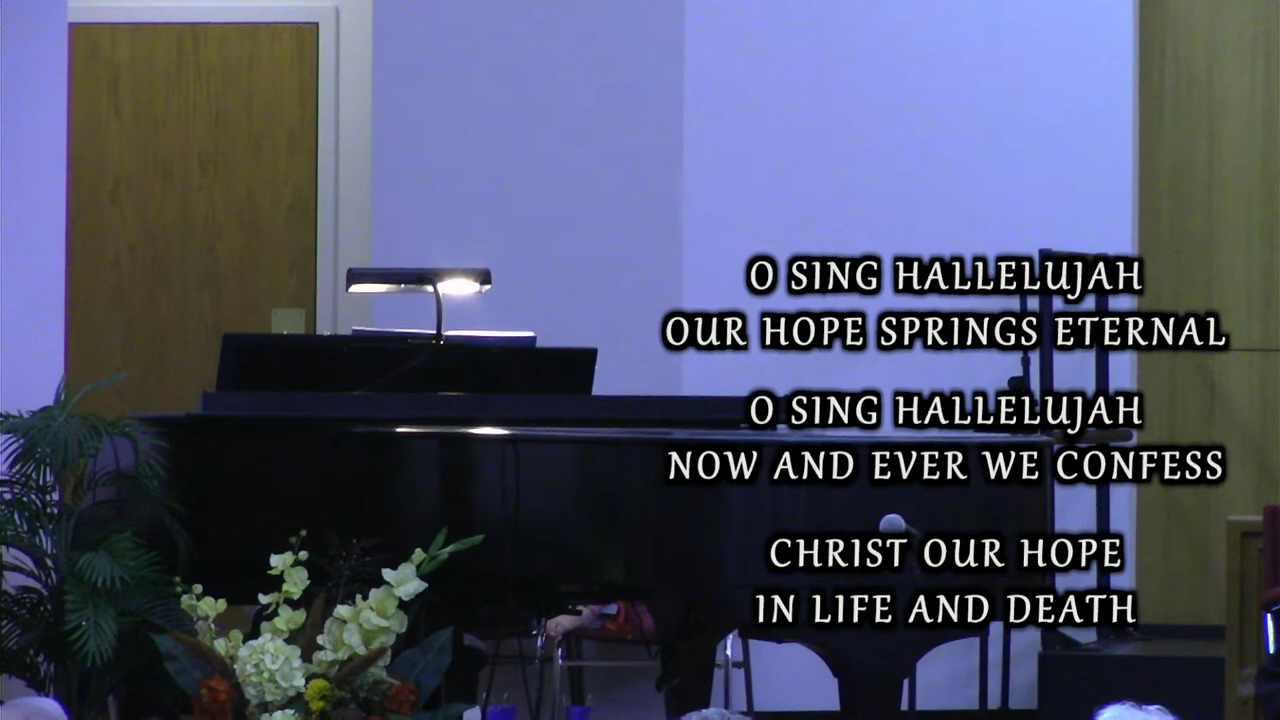 O SING HALLELUJAH
OUR HOPE SPRINGS ETERNAL
O SING HALLELUJAH
NOW AND EVER WE CONFESS
CHRIST OUR HOPE
IN LIFE AND DEATH